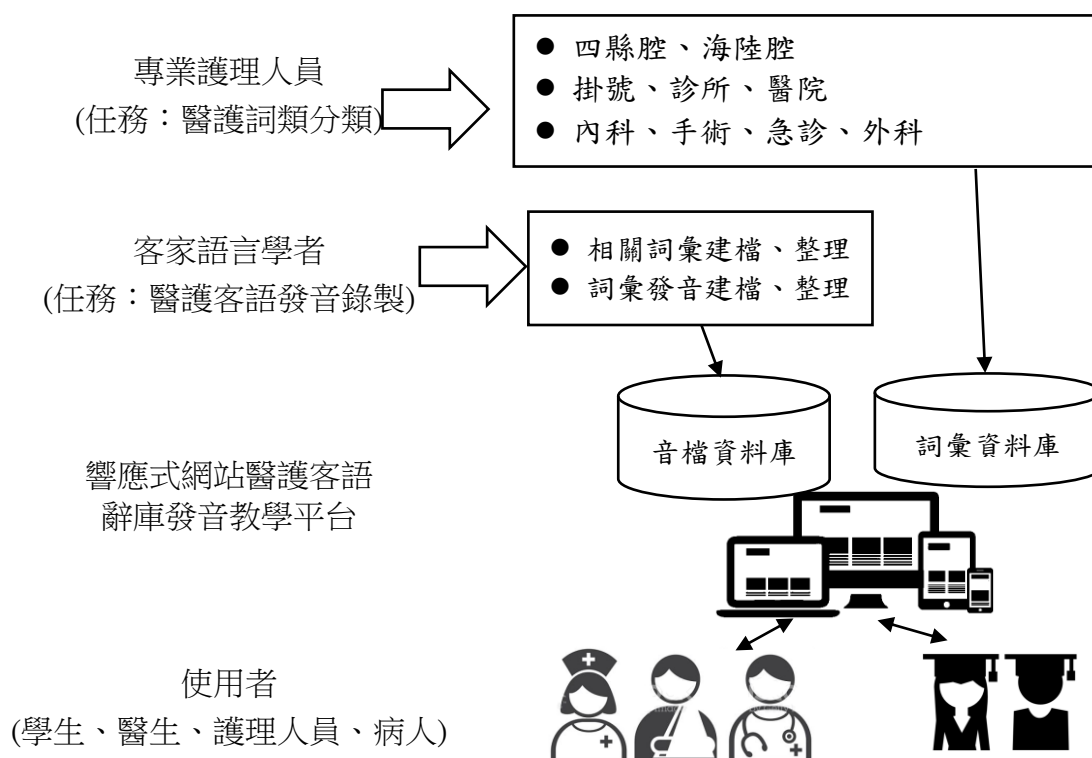 專業護理人員
(任務：醫護詞類分類)
● 四縣腔、海陸腔
● 掛號、診所、醫院
● 內科、手術、急診、外科
客家語言學者
(任務：醫護客語發音錄製)
● 相關詞彙建檔、整理
● 詞彙發音建檔、整理
音檔資料庫
詞彙資料庫
響應式網站醫護客語
辭庫發音教學平台
使用者
(學生、醫生、護理人員、病人)